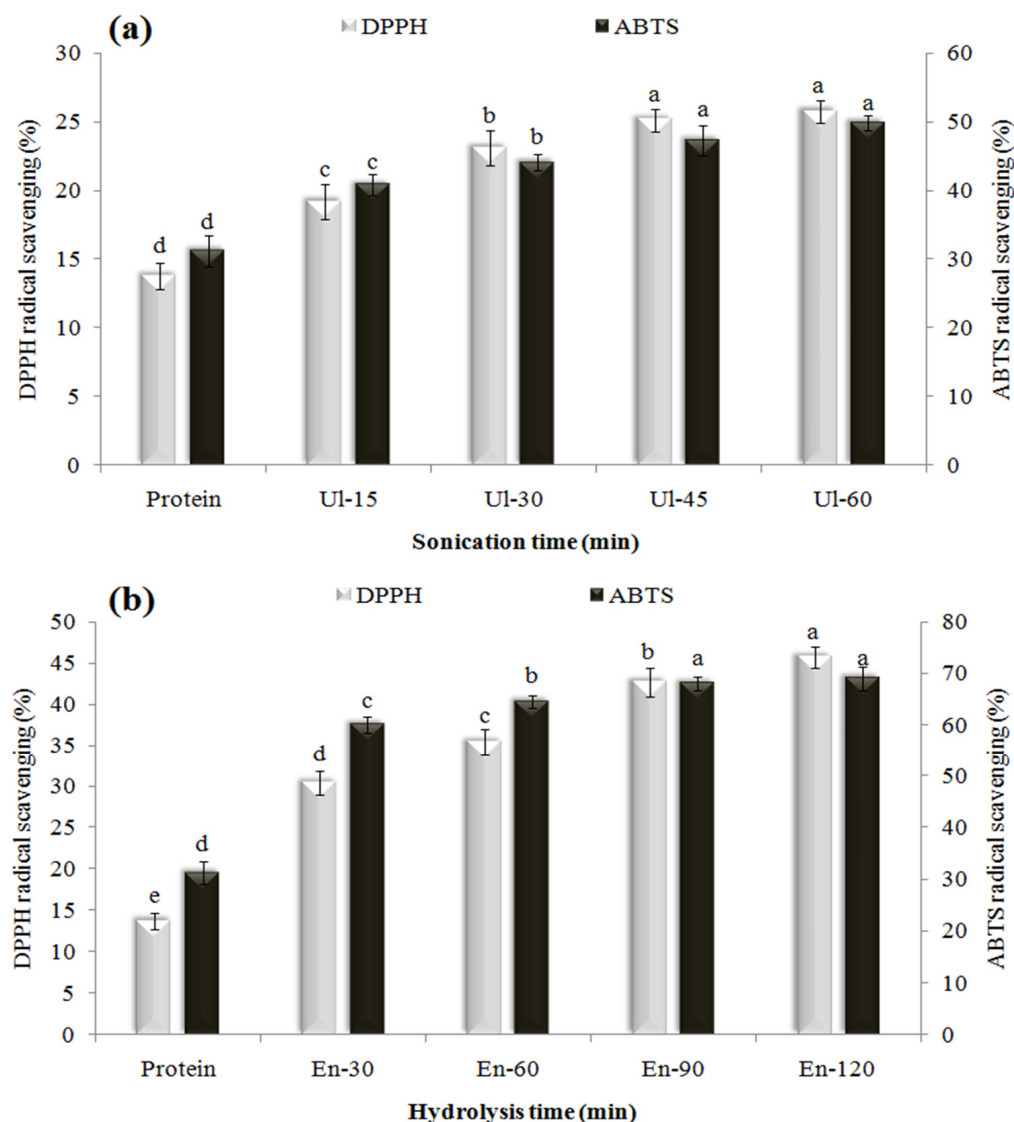 (a)
DPPH
ABTS
30
25
20
15
10
5
0
DPPH radical scavenging (%)
60
50
40
30
20
10
0
ABTS radical scavenging (%)
d d c c b b a a a a
Protein Ul-15 Ul-30 Ul-45 Ul-60
Sonication time (min)
(b)
DPPH
ABTS
50
45
40
35
30
25
20
15
10
5
0
DPPH radical scavenging (%)
80
70
60
50
40
30
20
10
0
ABTS radical scavenging (%)
e d d c c b b a a a
Protein En-30 En-60 En-90 En-120
Hydrolysis time (min)